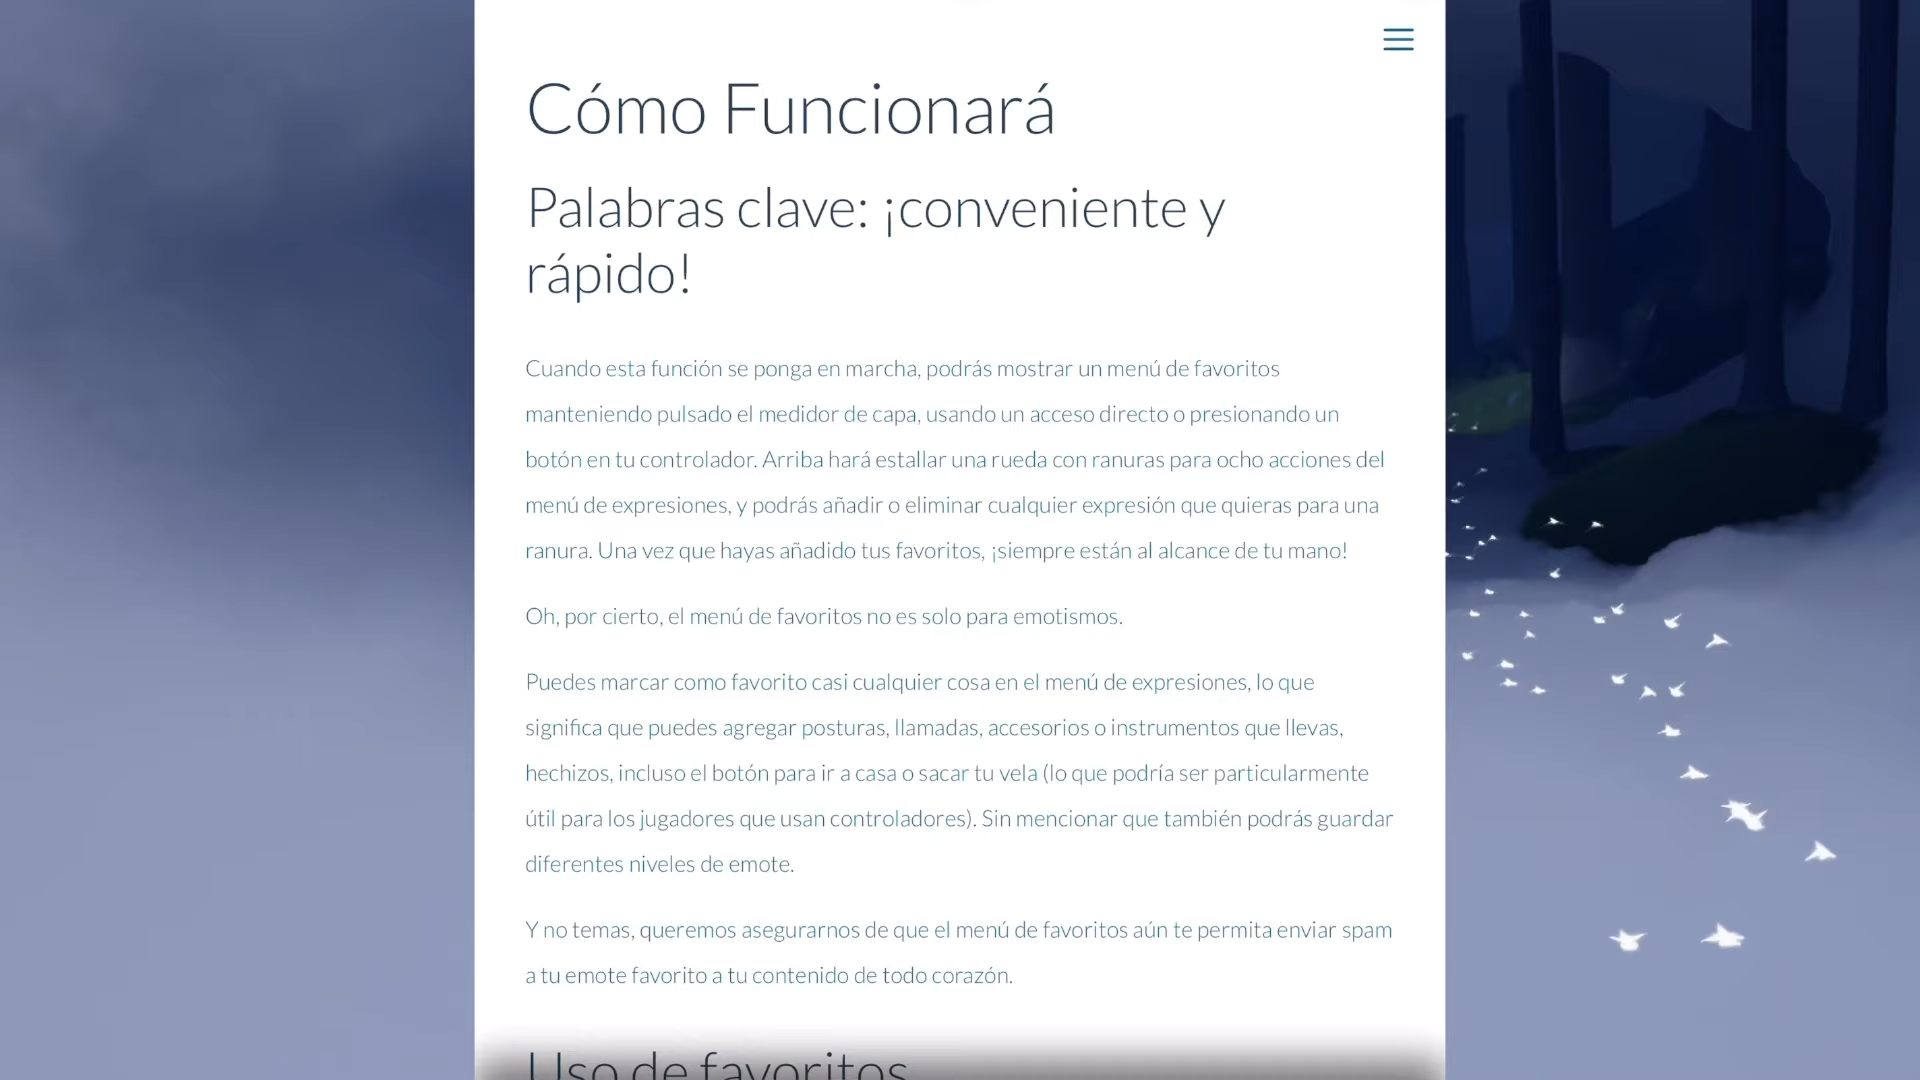 Cómo Funcionará
Palabras clave: ¡conveniente y
rápido!
Cuando esta función se ponga en marcha, podrás mostrar un menú de favoritos
manteniendo pulsado el medidor de capa, usando un acceso directo o presionando un
botón en tu controlador. Arriba hará estallar una rueda con ranuras para ocho acciones del
menú de expresiones, y podrás añadir o eliminar cualquier expresión que quieras para una
ranura. Una vez que hayas añadido tus favoritos, ¡siempre están al alcance de tu mano!
Oh, por cierto, el menú de favoritos no es solo para emotismos.
Puedes marcar como favorito casi cualquier cosa en el menú de expresiones, lo que
significa que puedes agregar posturas, llamadas, accesorios o instrumentos que llevas,
hechizos, incluso el botón para ir a casa o sacar tu vela (lo que podría ser particularmente
útil para los jugadores que usan controladores). Sin mencionar que también podrás guardar
diferentes niveles de emote.
Y no temas, queremos asegurarnos de que el menú de favoritos aún te permita enviar spam
a tu emote favorito a tu contenido de todo corazón.
Uso de favoritos